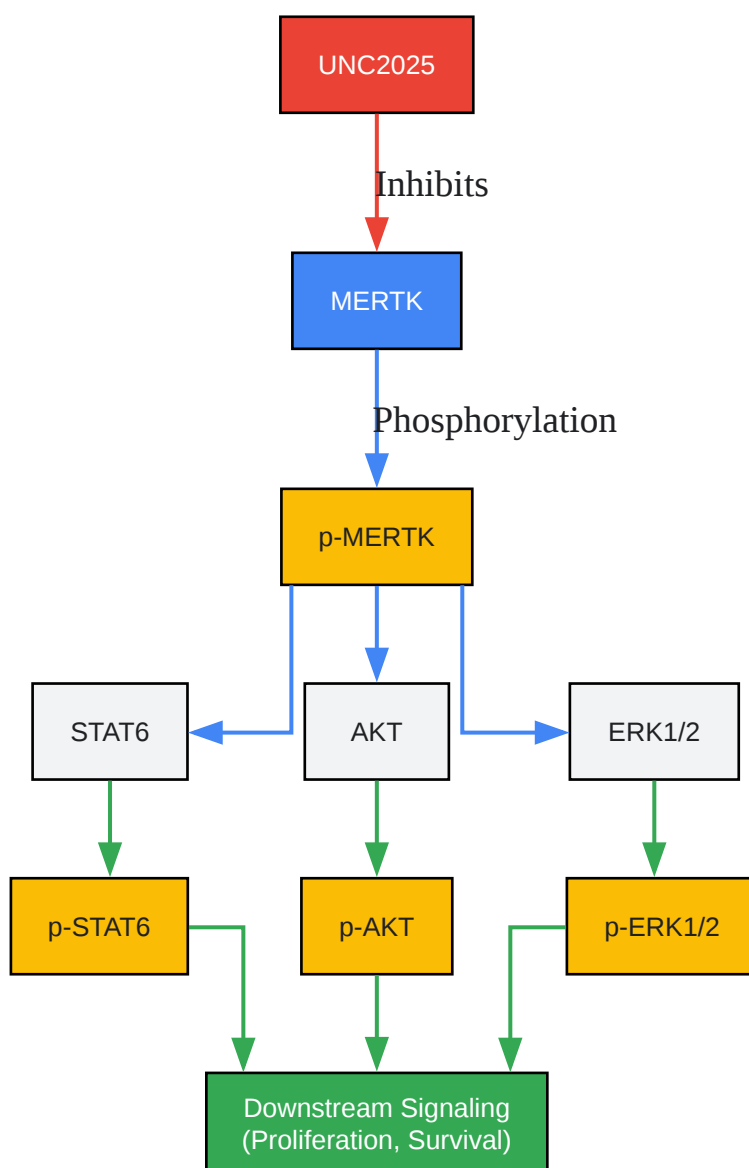 UNC2025
Inhibits
MERTK
Phosphorylation
p-MERTK
STAT6
AKT
ERK1/2
p-STAT6
p-AKT
p-ERK1/2
Downstream Signaling
(Proliferation, Survival)